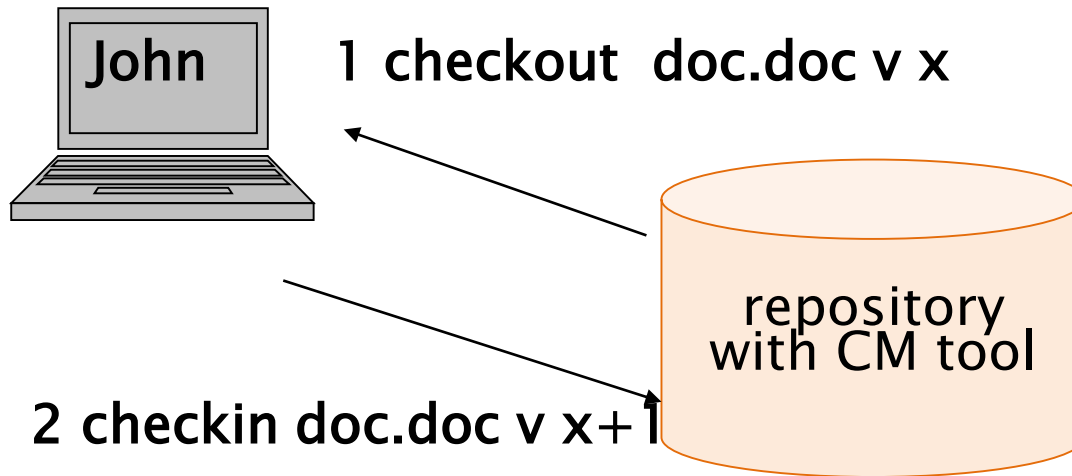 John
1 checkout doc.doc v x
repository
with CM tool
2 checkin doc.doc v x+1